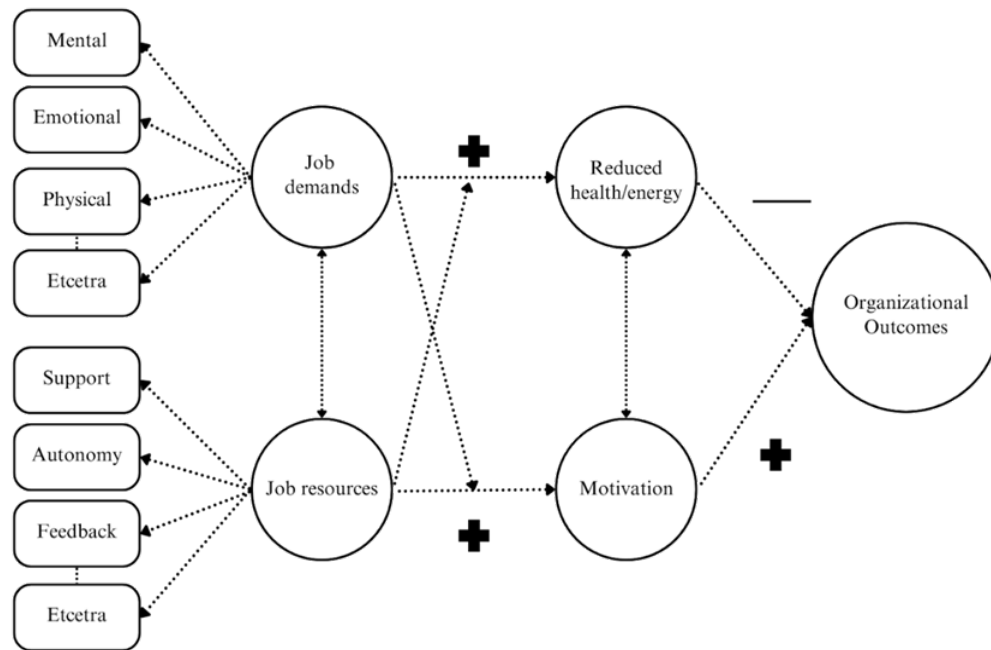 Mental
Emotional
Physical
Etcetra
Support
Autonomy
Feedback
Etcetra
Job
demands
Job resources
Reduced
health/energy
Motivation
Organizational
Outcomes